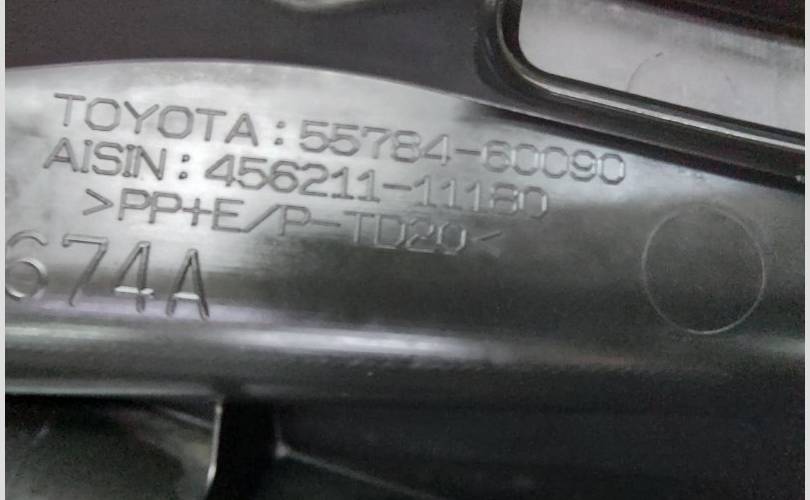 TOYOTA : 55784-60090
AISIN : 456211-11180
>PP+E/P-TD20<
674A